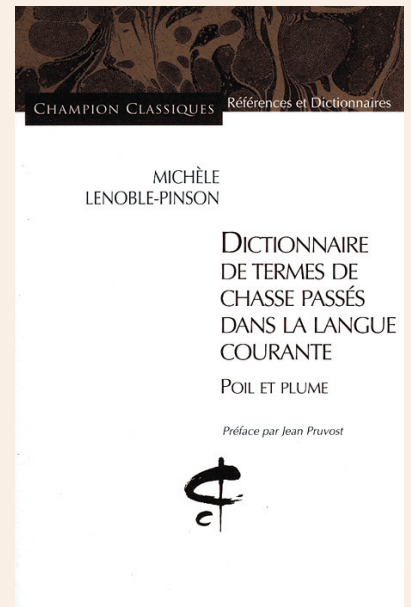 CHAMPION CLASSIQUES Références et Dictionnaires
MICHÈLE
LENOBLE-PINSON
DICTIONNAIRE
DE TERMES DE
CHASSE PASSÉS
DANS LA LANGUE
COURANTE
POIL ET PLUME
Préface par Jean Pruvost